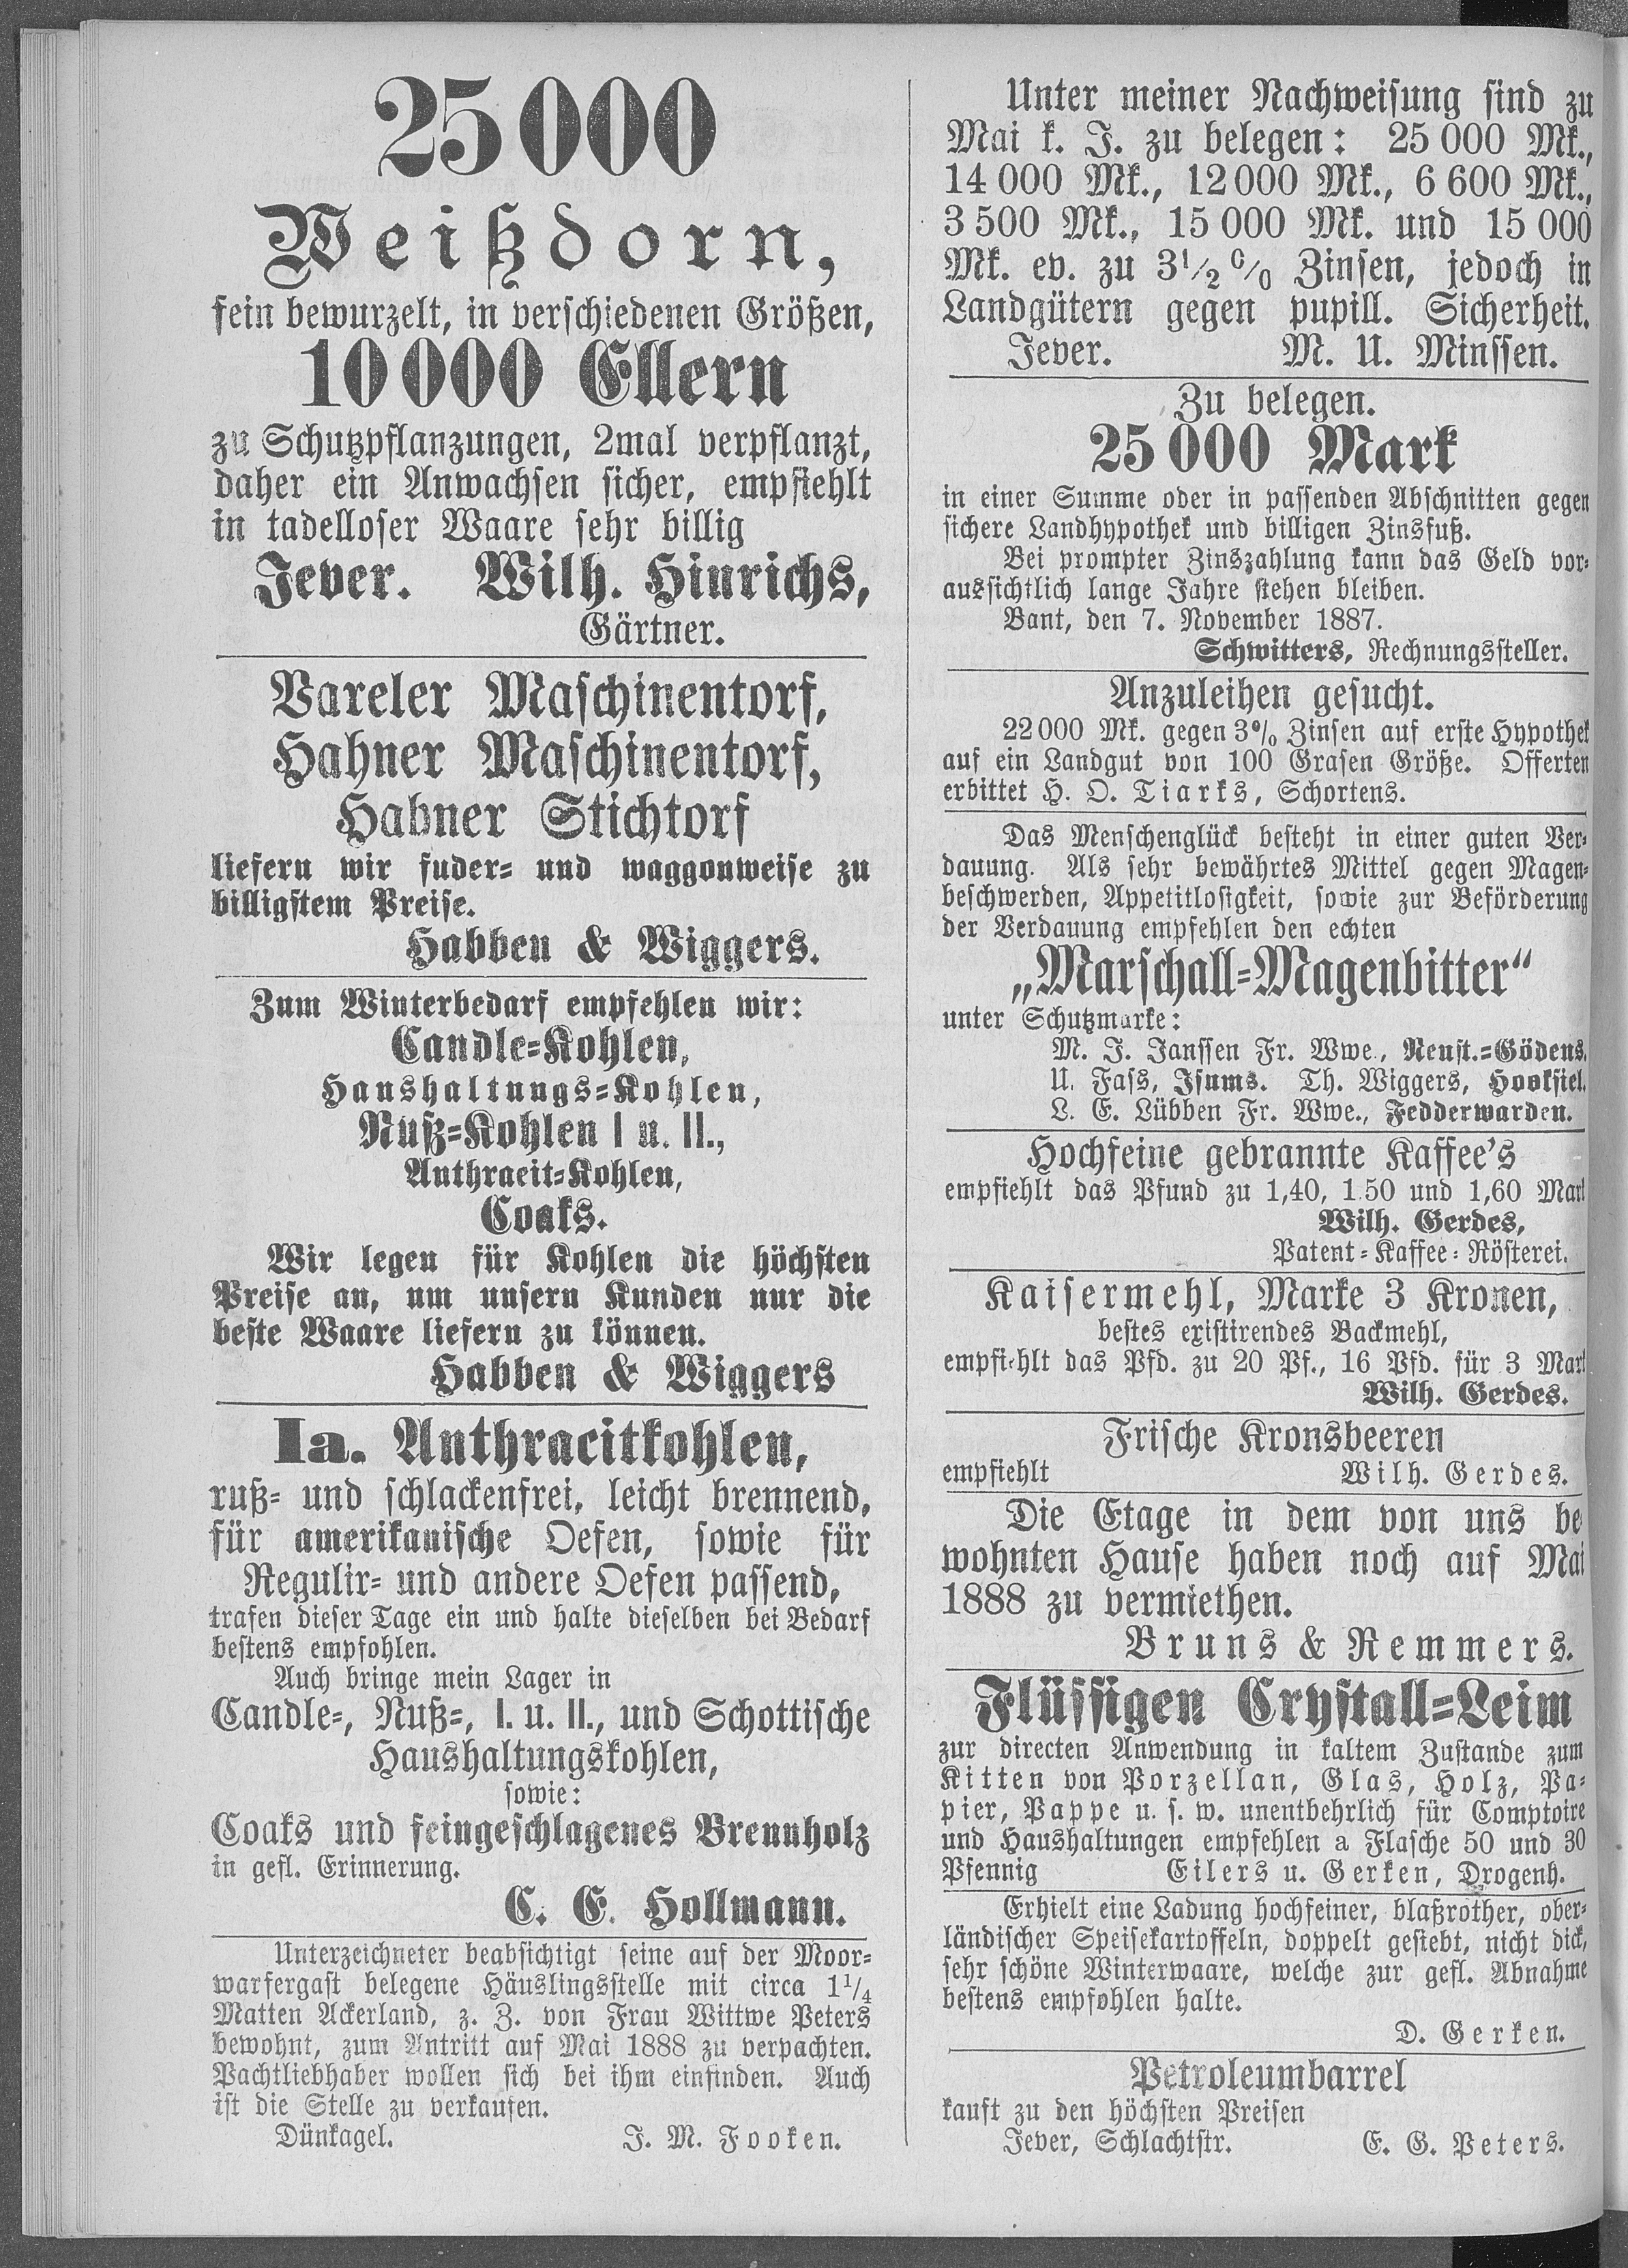 25000
Weißdorn,
fein bewurzelt, in verschiedenen Größen,
10000 Ellern
zu Schutzpflanzungen, 2mal verpflanzt,
daher ein Anwachsen sicher, empfiehlt
in tadelloser Waare sehr billig
Jever. Wilh. Hinrichs,
Gärtner.
Vareler Maschinentorf,
Hahner Maschinentorf,
Hahner Stichtorf
liefern wir fuder= und waggonweise zu
billigstem Preise.
Habben & Wiggers.
Zum Winterbedarf empfehlen wir:
Candle=Kohlen,
Haushaltungs=Kohlen,
Nuß=Kohlen I u. II.,
Anthracit=Kohlen,
Coaks.
Wir legen für Kohlen die höchsten
Preise an, um unsern Kunden nur die
beste Waare liefern zu können.
Habben & Wiggers
Ia. Anthracitkohlen,
ruß= und schlackenfrei, leicht brennend,
für amerikanische Oefen, sowie für
Regulir= und andere Oefen passend,
trafen dieser Tage ein und halte dieselben bei Bedarf
bestens empfohlen.
Auch bringe mein Lager in
Candle=, Nuß=, I. u. II., und Schottische
Haushaltungskohlen,
sowie:
Coaks und feingeschlagenes Brennholz
in gefl. Erinnerung.
C. E. Hollmann.
Unterzeichneter beabsichtigt seine auf der Moor=
warfergast belegene Häuslingsstelle mit circa 1 1/4
Matten Ackerland, z. Z. von Frau Wittwe Peters
bewohnt, zum Antritt auf Mai 1888 zu verpachten.
Pachtliebhaber wollen sich bei ihm einfinden. Auch
ist die Stelle zu verkaufen.
Dünkagel. J. M. Fooken.
Unter meiner Nachweisung sind zu
Mai k. J. zu belegen: 25 000 Mk.,
14 000 Mk., 12 000 Mk., 6 600 Mk.,
3 500 Mk., 15 000 Mk. und 15 000
Mk. ev. zu 3 1/2 % Zinsen, jedoch in
Landgütern gegen pupill. Sicherheit.
Jever. M. U. Minssen.
Zu belegen.
25 000 Mark
in einer Summe oder in passenden Abschnitten gegen
sichere Landhypothek und billigen Zinsfuß.
Bei prompter Zinszahlung kann das Geld vor=
aussichtlich lange Jahre stehen bleiben.
Bant, den 7. November 1887.
Schwitters, Rechnungssteller.
Anzuleihen gesucht.
22 000 Mk. gegen 3% Zinsen auf erste Hypothek
auf ein Landgut von 100 Grasen Größe. Offerten
erbittet H. O. Tiarks, Schortens.
Das Menschenglück besteht in einer guten Ver=
dauung. Als sehr bewährtes Mittel gegen Magen=
beschwerden, Appetitlosigkeit, sowie zur Beförderung
der Verdauung empfehlen den echten
„Marschall=Magenbitter“
unter Schutzmarke:
M. J. Janssen Fr. Wwe., Neust.=Gödens.
U. Fass, Isums. Th. Wiggers, Hooksiel.
L. E. Lübben Fr. Wwe., Fedderwarden.
Hochfeine gebrannte Kaffee's
empfiehlt das Pfund zu 1,40, 1.50 und 1,60 Mark
Wilh. Gerdes,
Patent=Kaffee=Rösterei.
Kaisermehl, Marke 3 Kronen,
bestes existirendes Backmehl,
empfiehlt das Pfd. zu 20 Pf., 16 Pfd. für 3 Mark
Wilh. Gerdes.
Frische Kronsbeeren
empfiehlt Wilh. Gerdes.
Die Etage in dem von uns be
wohnten Hause haben noch auf Mai
1888 zu vermiethen.
Bruns & Remmers.
Flüssigen Crystall=Leim
zur directen Anwendung in kaltem Zustande zum
Kitten von Porzellan, Glas, Holz, Pa=
pier, Pappe u. s. w. unentbehrlich für Comptoire
und Haushaltungen empfehlen a Flasche 50 und 30
Pfennig Eilers u. Gerken, Drogenh.
Erhielt eine Ladung hochfeiner, blaßrother, ober=
ländischer Speisekartoffeln, doppelt gesiebt, nicht dick,
sehr schöne Winterwaare, welche zur gefl. Abnahme
bestens empfohlen halte.
D. Gerken.
Petroleumbarrel
kauft zu den höchsten Preisen
Jever, Schlachtstr. E. G. Peters.